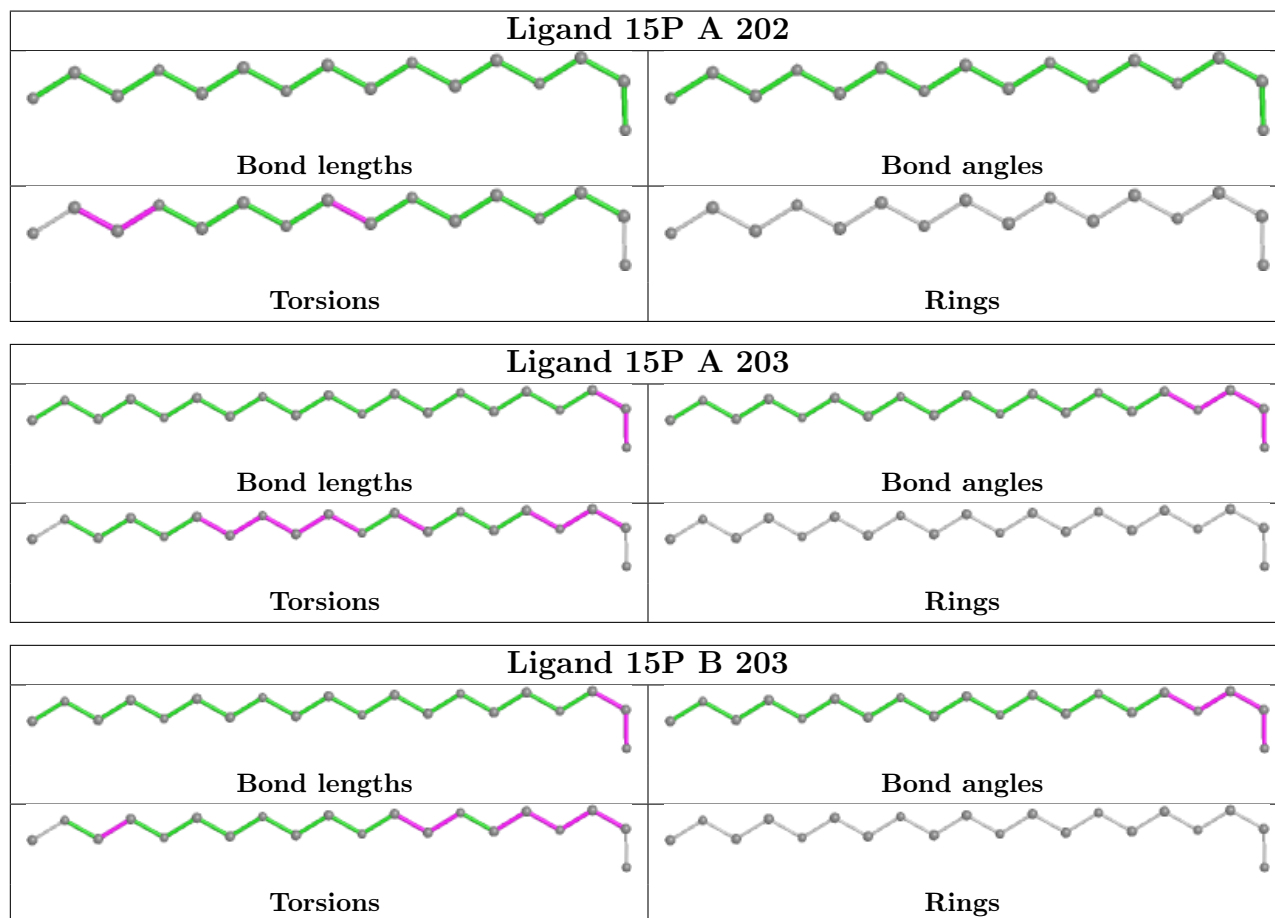 Ligand 15P A 202
Bond lengths
Bond angles
Torsions
Rings
Ligand 15P A 203
Bond lengths
Bond angles
Torsions
Rings
Ligand 15P B 203
Bond lengths
Bond angles
Torsions
Rings